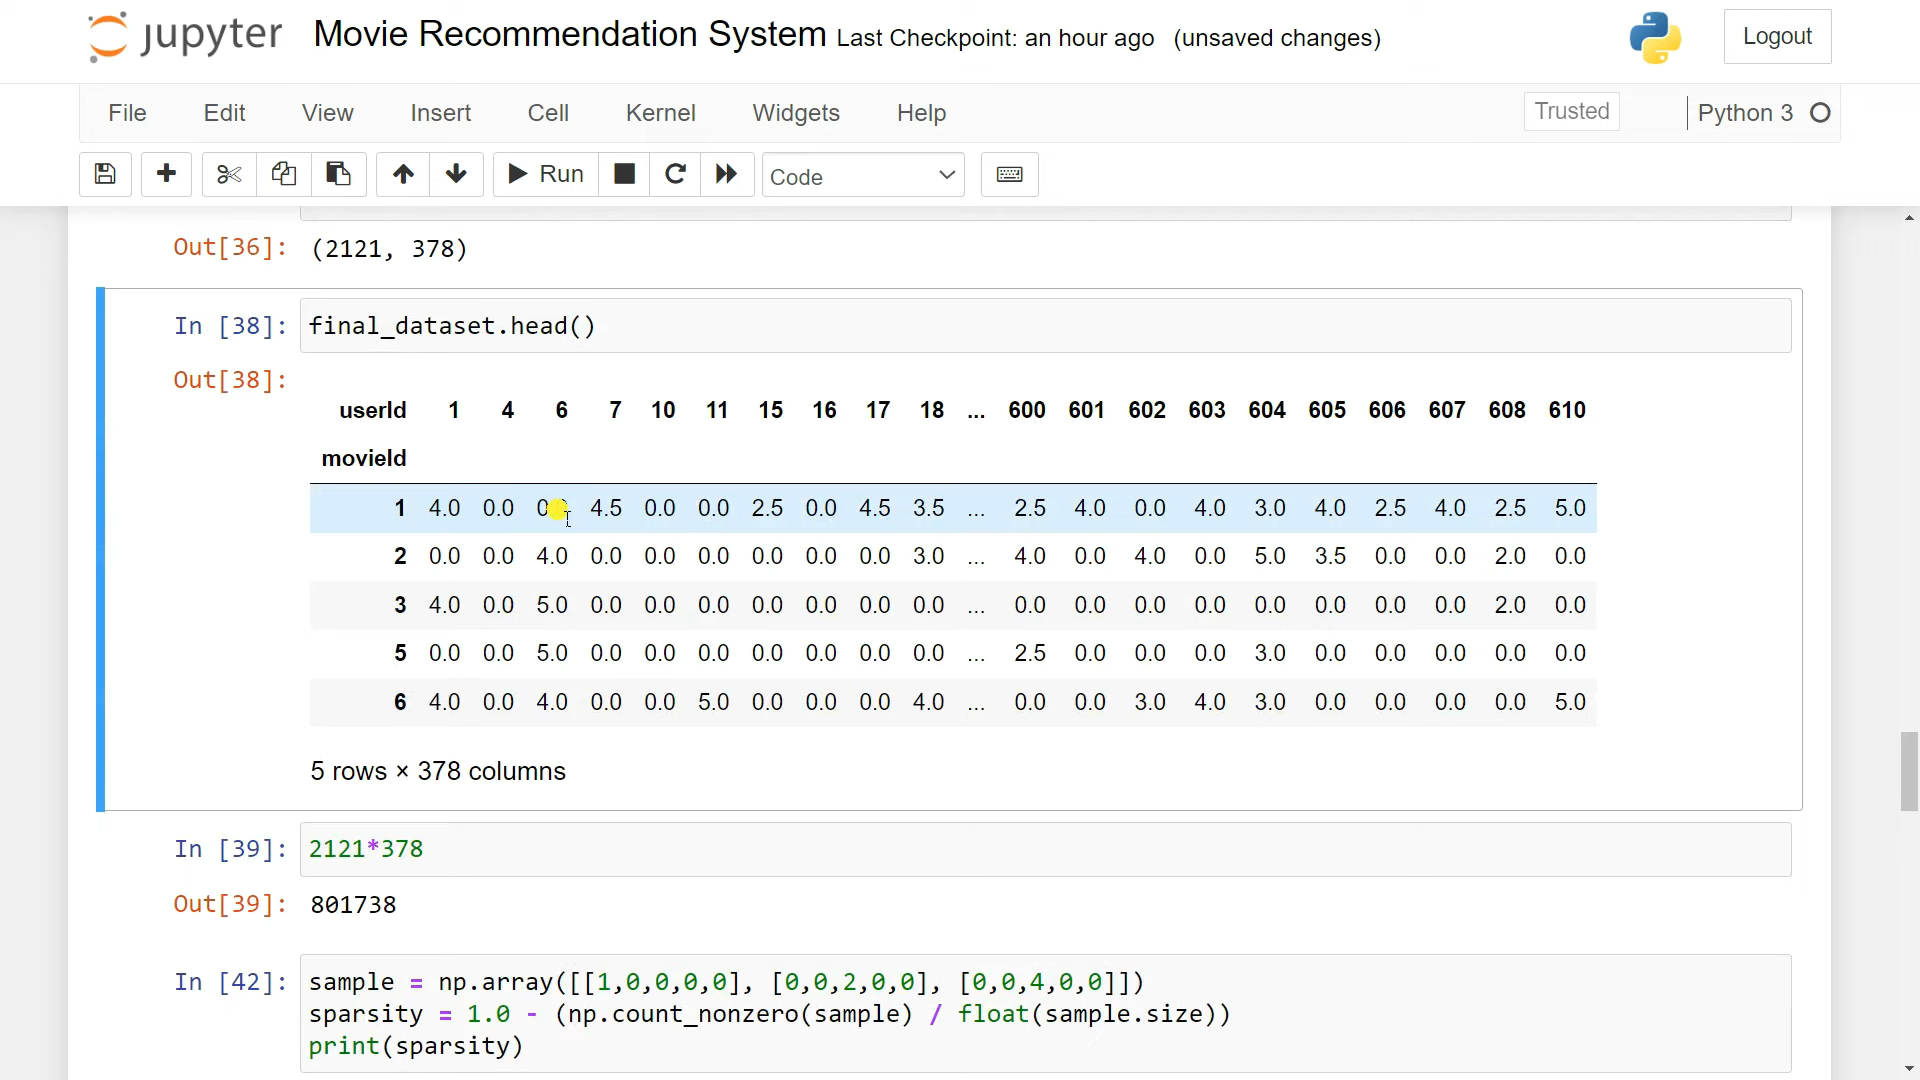 jupyter Movie Recommendation System Last Checkpoint: an hour ago (unsaved changes) Logout
File Edit View Insert Cell Kernel Widgets Help Trusted Python 3
Run Code
Out[36]: (2121, 378)
In [38]: final_dataset.head()
Out[38]:
userId 1 4 6 7 10 11 15 16 17 18 ... 600 601 602 603 604 605 606 607 608 610
movieId
1 4.0 0.0 4.5 0.0 0.0 2.5 0.0 4.5 3.5 ... 2.5 4.0 0.0 4.0 3.0 4.0 2.5 4.0 2.5 5.0
2 0.0 0.0 4.0 0.0 0.0 0.0 0.0 0.0 0.0 3.0 ... 4.0 0.0 4.0 0.0 5.0 3.5 0.0 0.0 2.0 0.0
3 4.0 0.0 5.0 0.0 0.0 0.0 0.0 0.0 0.0 0.0 ... 0.0 0.0 0.0 0.0 0.0 0.0 0.0 0.0 2.0 0.0
5 0.0 0.0 5.0 0.0 0.0 0.0 0.0 0.0 0.0 0.0 ... 2.5 0.0 0.0 0.0 3.0 0.0 0.0 0.0 0.0 0.0
6 4.0 0.0 4.0 0.0 0.0 5.0 0.0 0.0 0.0 4.0 ... 0.0 0.0 3.0 4.0 3.0 0.0 0.0 0.0 0.0 5.0
5 rows × 378 columns
In [39]: 2121*378
Out[39]: 801738
In [42]: sample = np.array([[1,0,0,0,0], [0,0,2,0,0], [0,0,4,0,0]])
sparsity = 1.0 - (np.count_nonzero(sample) / float(sample.size))
print(sparsity)